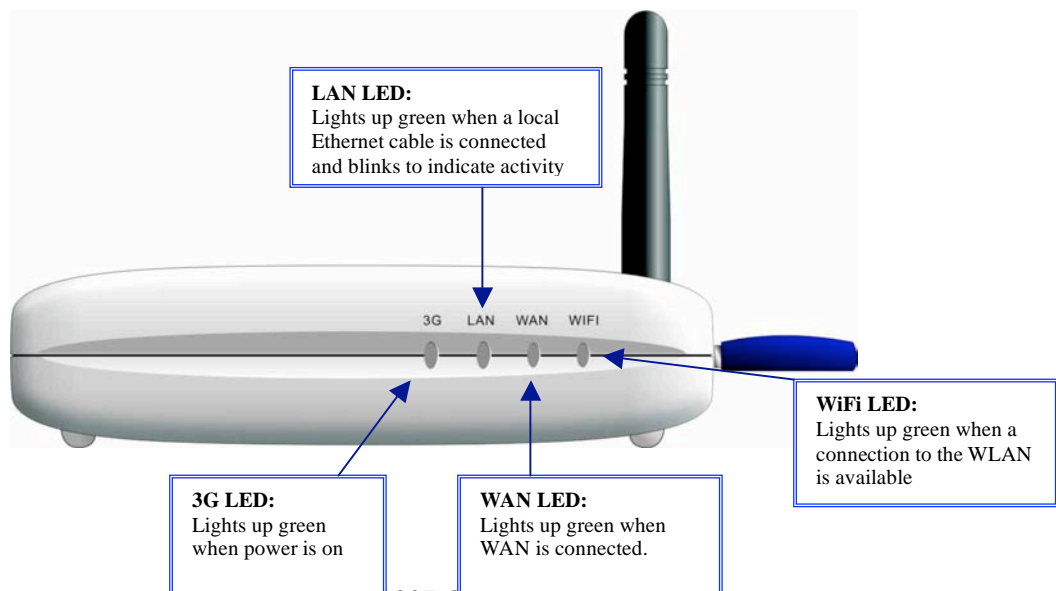 LAN LED:
Lights up green when a local
Ethernet cable is connected
and blinks to indicate activity
3G LAN WAN WIFI
WiFi LED:
Lights up green when a
connection to the WLAN
is available
3G LED:
Lights up green
when power is on
WAN LED:
Lights up green when
WAN is connected.